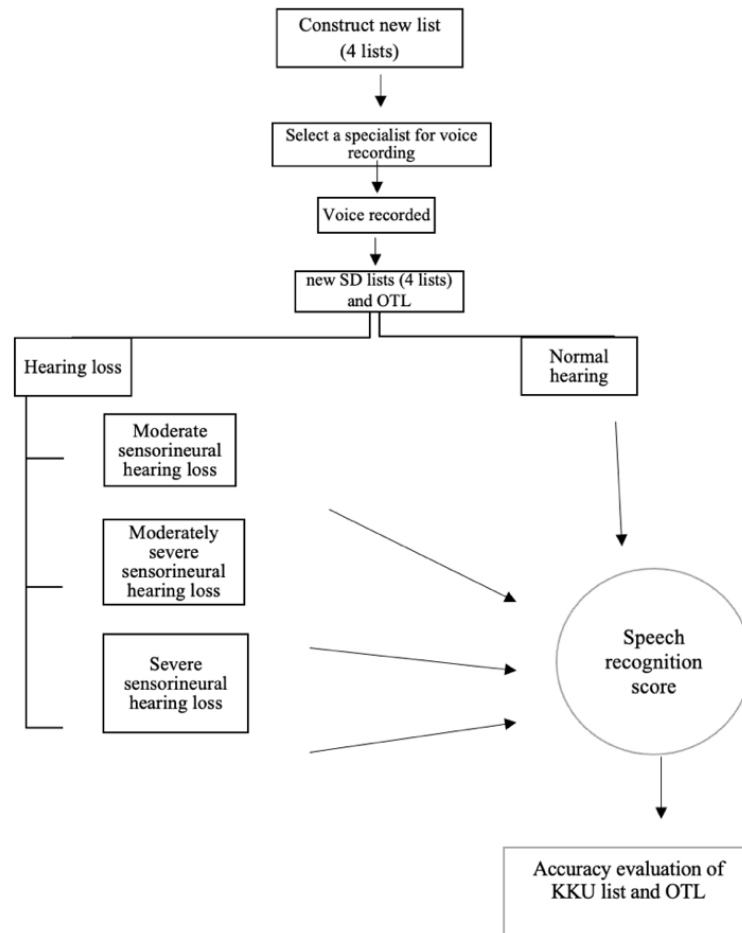 Construct new list
(4 lists)
Select a specialist for voice
recording
Voice recorded
new SD lists (4 lists)
and OTL
Hearing loss
Normal
hearing
Moderate
sensorineural
hearing loss
Moderately
severe
sensorineural
hearing loss
Severe
sensorineural
hearing loss
Speech
recognition
score
Accuracy evaluation of
KKU list and OTL